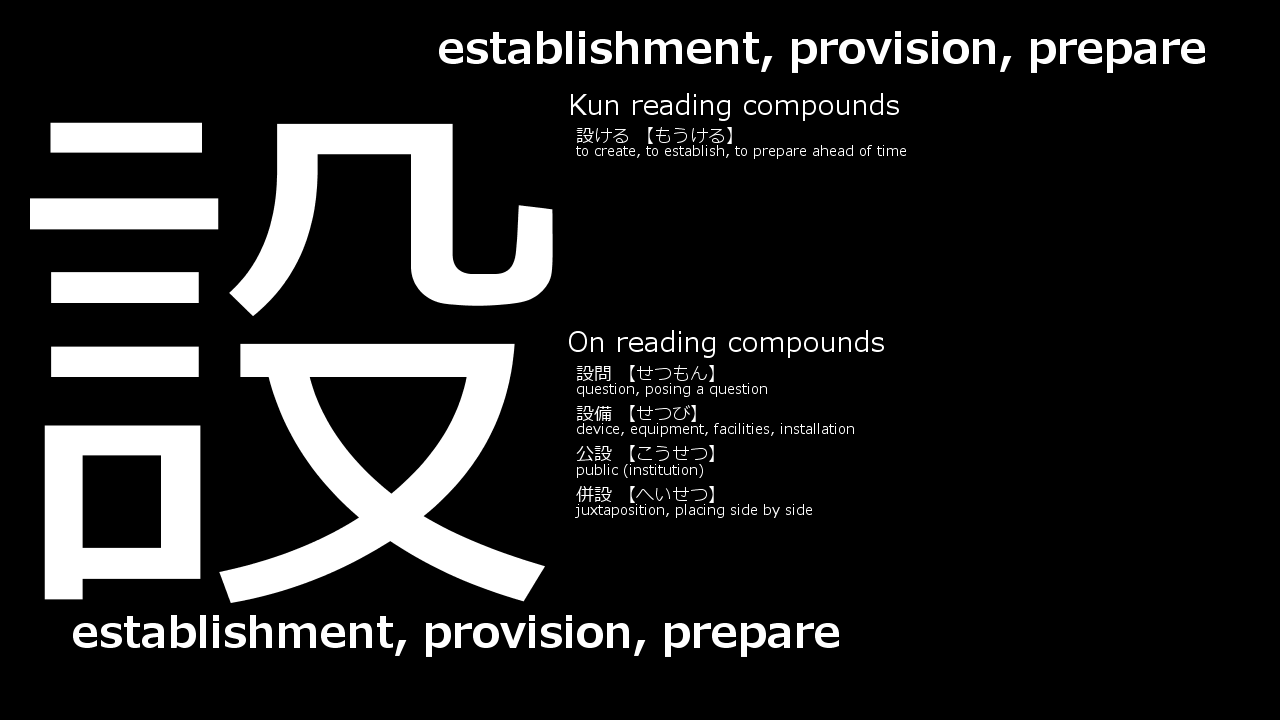 establishment, provision, prepare
設
Kun reading compounds
設ける 【もうける】
to create, to establish, to prepare ahead of time
On reading compounds
設問 【せつもん】
question, posing a question
設備 【せつび】
device, equipment, facilities, installation
公設 【こうせつ】
public (institution)
併設 【へいせつ】
juxtaposition, placing side by side
establishment, provision, prepare